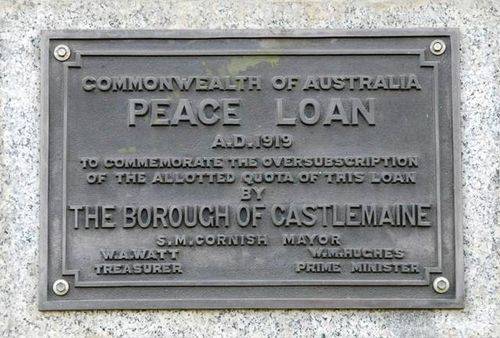 COMMONWEALTH OF AUSTRALIA
PEACE LOAN
A.D. 1919
TO COMMEMORATE THE OVERSUBSCRIPTION
OF THE ALLOTTED QUOTA OF THIS LOAN
BY
THE BOROUGH OF CASTLEMAINE
S.M. CORNISH MAYOR
W.A. WATT W.M. HUGHES
TREASURER PRIME MINISTER